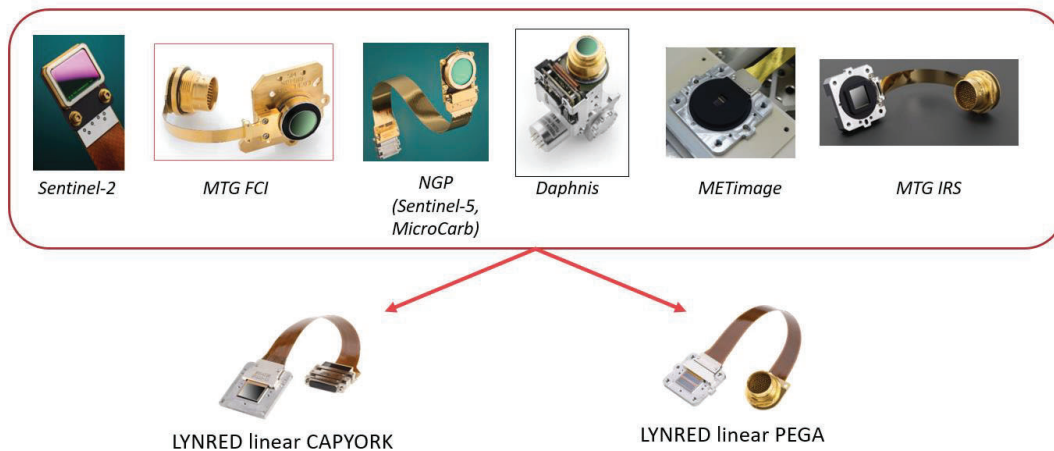 Sentinel-2
MTG FCI
NGP
(Sentinel-5,
MicroCarb)
Daphnis
METimage
MTG IRS
LYNRED linear CAPYORK
LYNRED linear PEGA